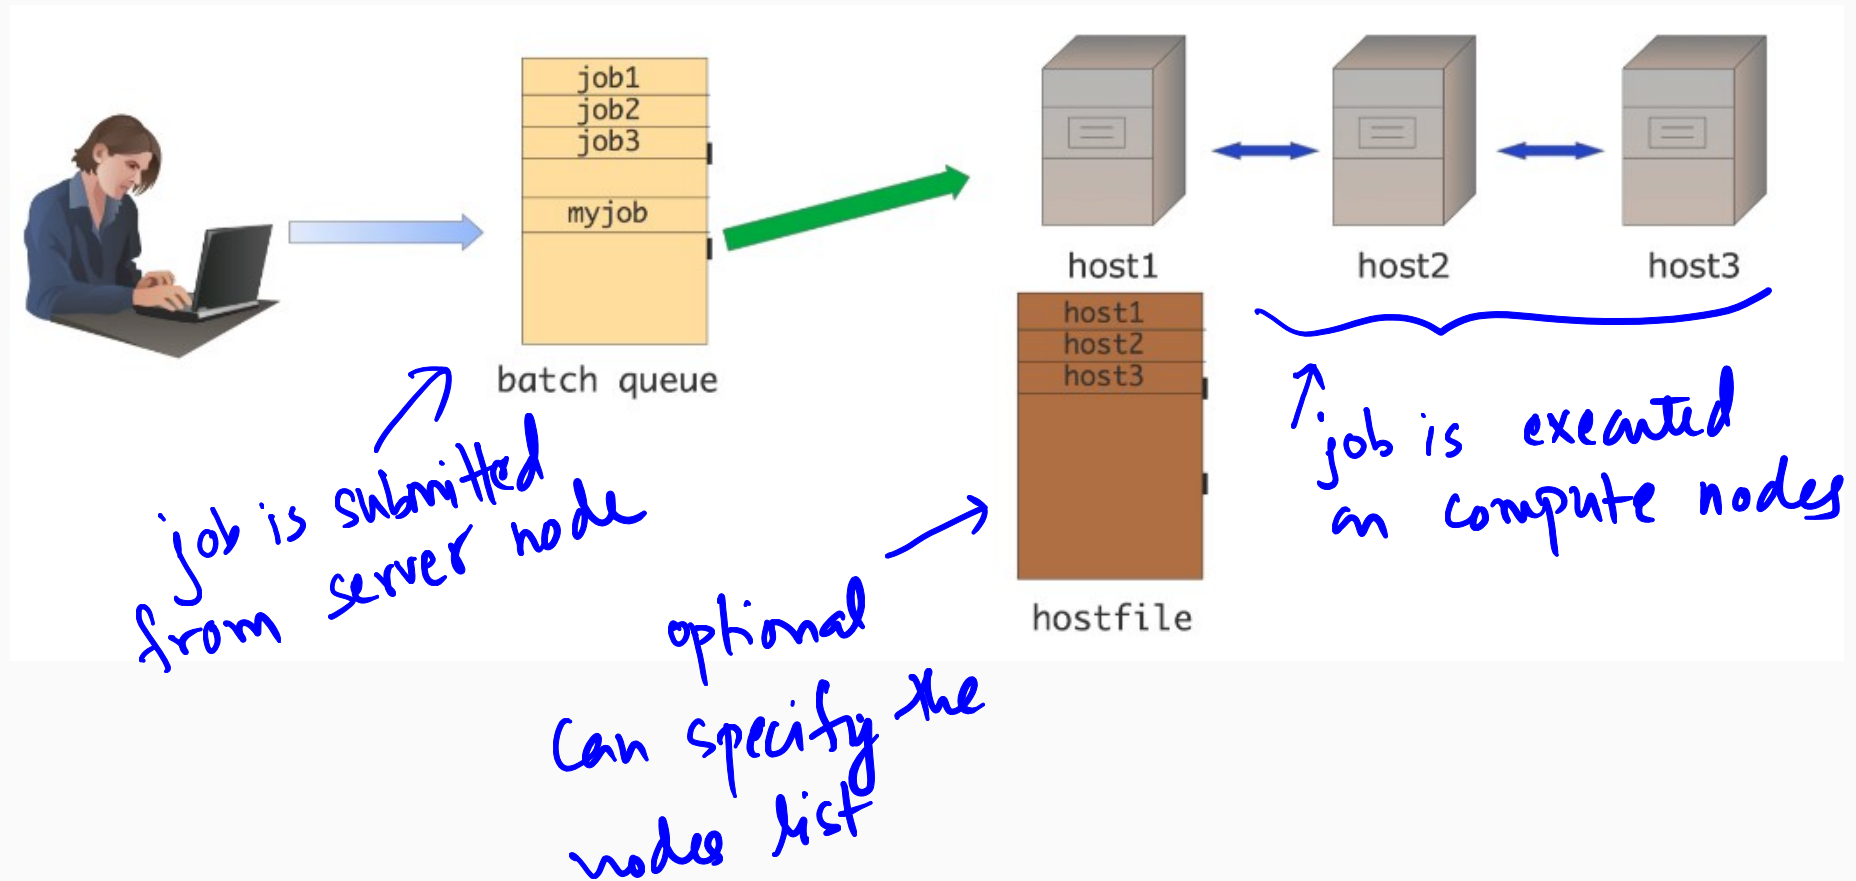 job1
job2
job3
myjob
batch queue
host1
host2
host3
host1
host2
host3
hostfile
job is submitted
from server node
optional
Can specify the
nodes list
job is executed
on compute nodes